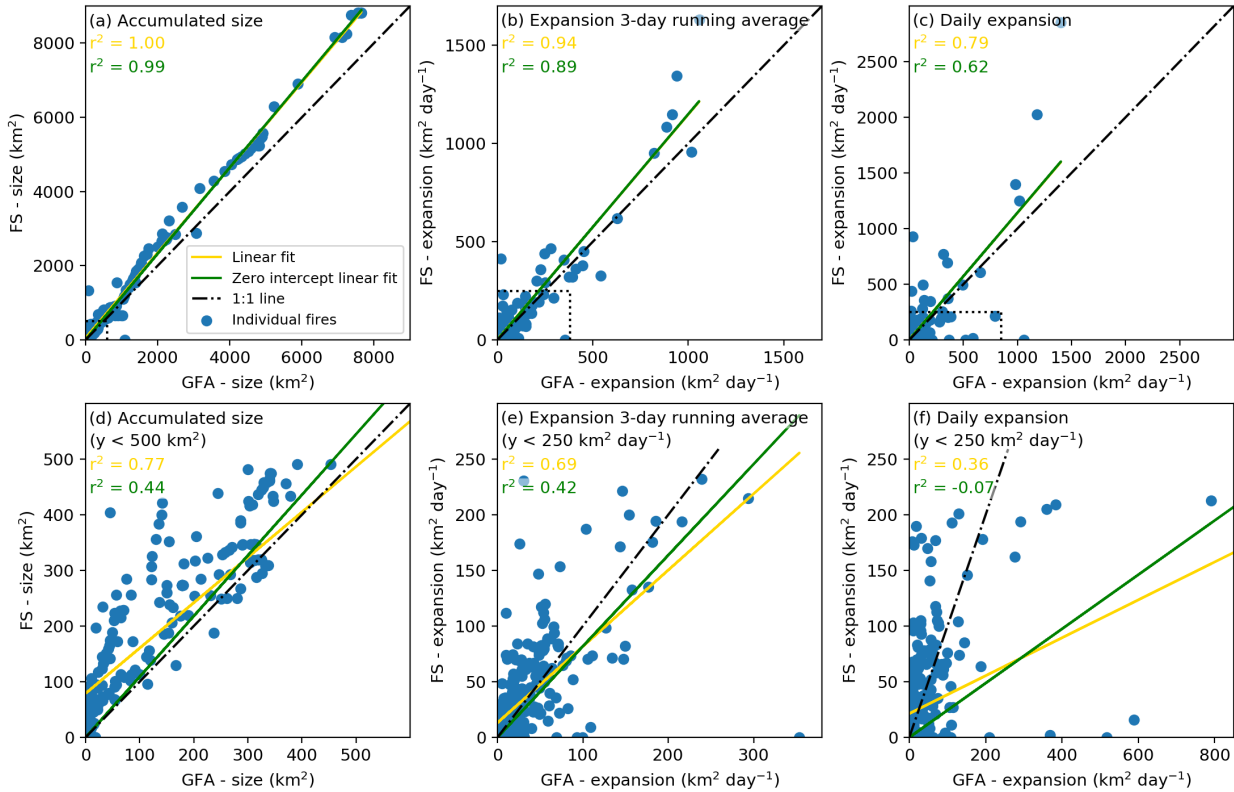 (a) Accumulated size
r² = 1.00
r² = 0.99
8000
6000
4000
2000
0
FS - size (km²)
0 2000 4000 6000 8000
GFA - size (km²)
Linear fit
Zero intercept linear fit
1:1 line
Individual fires
(b) Expansion 3-day running average
r² = 0.94
r² = 0.89
1500
1000
500
0
FS - expansion (km² day⁻¹)
0 500 1000 1500
GFA - expansion (km² day⁻¹)
(c) Daily expansion
r² = 0.79
r² = 0.62
2500
2000
1500
1000
500
0
FS - expansion (km² day⁻¹)
0 500 1000 1500 2000 2500
GFA - expansion (km² day⁻¹)
(d) Accumulated size
(y < 500 km²)
r² = 0.77
r² = 0.44
500
400
300
200
100
0
FS - size (km²)
0 100 200 300 400 500
GFA - size (km²)
(e) Expansion 3-day running average
(y < 250 km² day⁻¹)
r² = 0.69
r² = 0.42
250
200
150
100
50
0
FS - expansion (km² day⁻¹)
0 100 200 300
GFA - expansion (km² day⁻¹)
(f) Daily expansion
(y < 250 km² day⁻¹)
r² = 0.36
r² = -0.07
250
200
150
100
50
0
FS - expansion (km² day⁻¹)
0 200 400 600 800
GFA - expansion (km² day⁻¹)